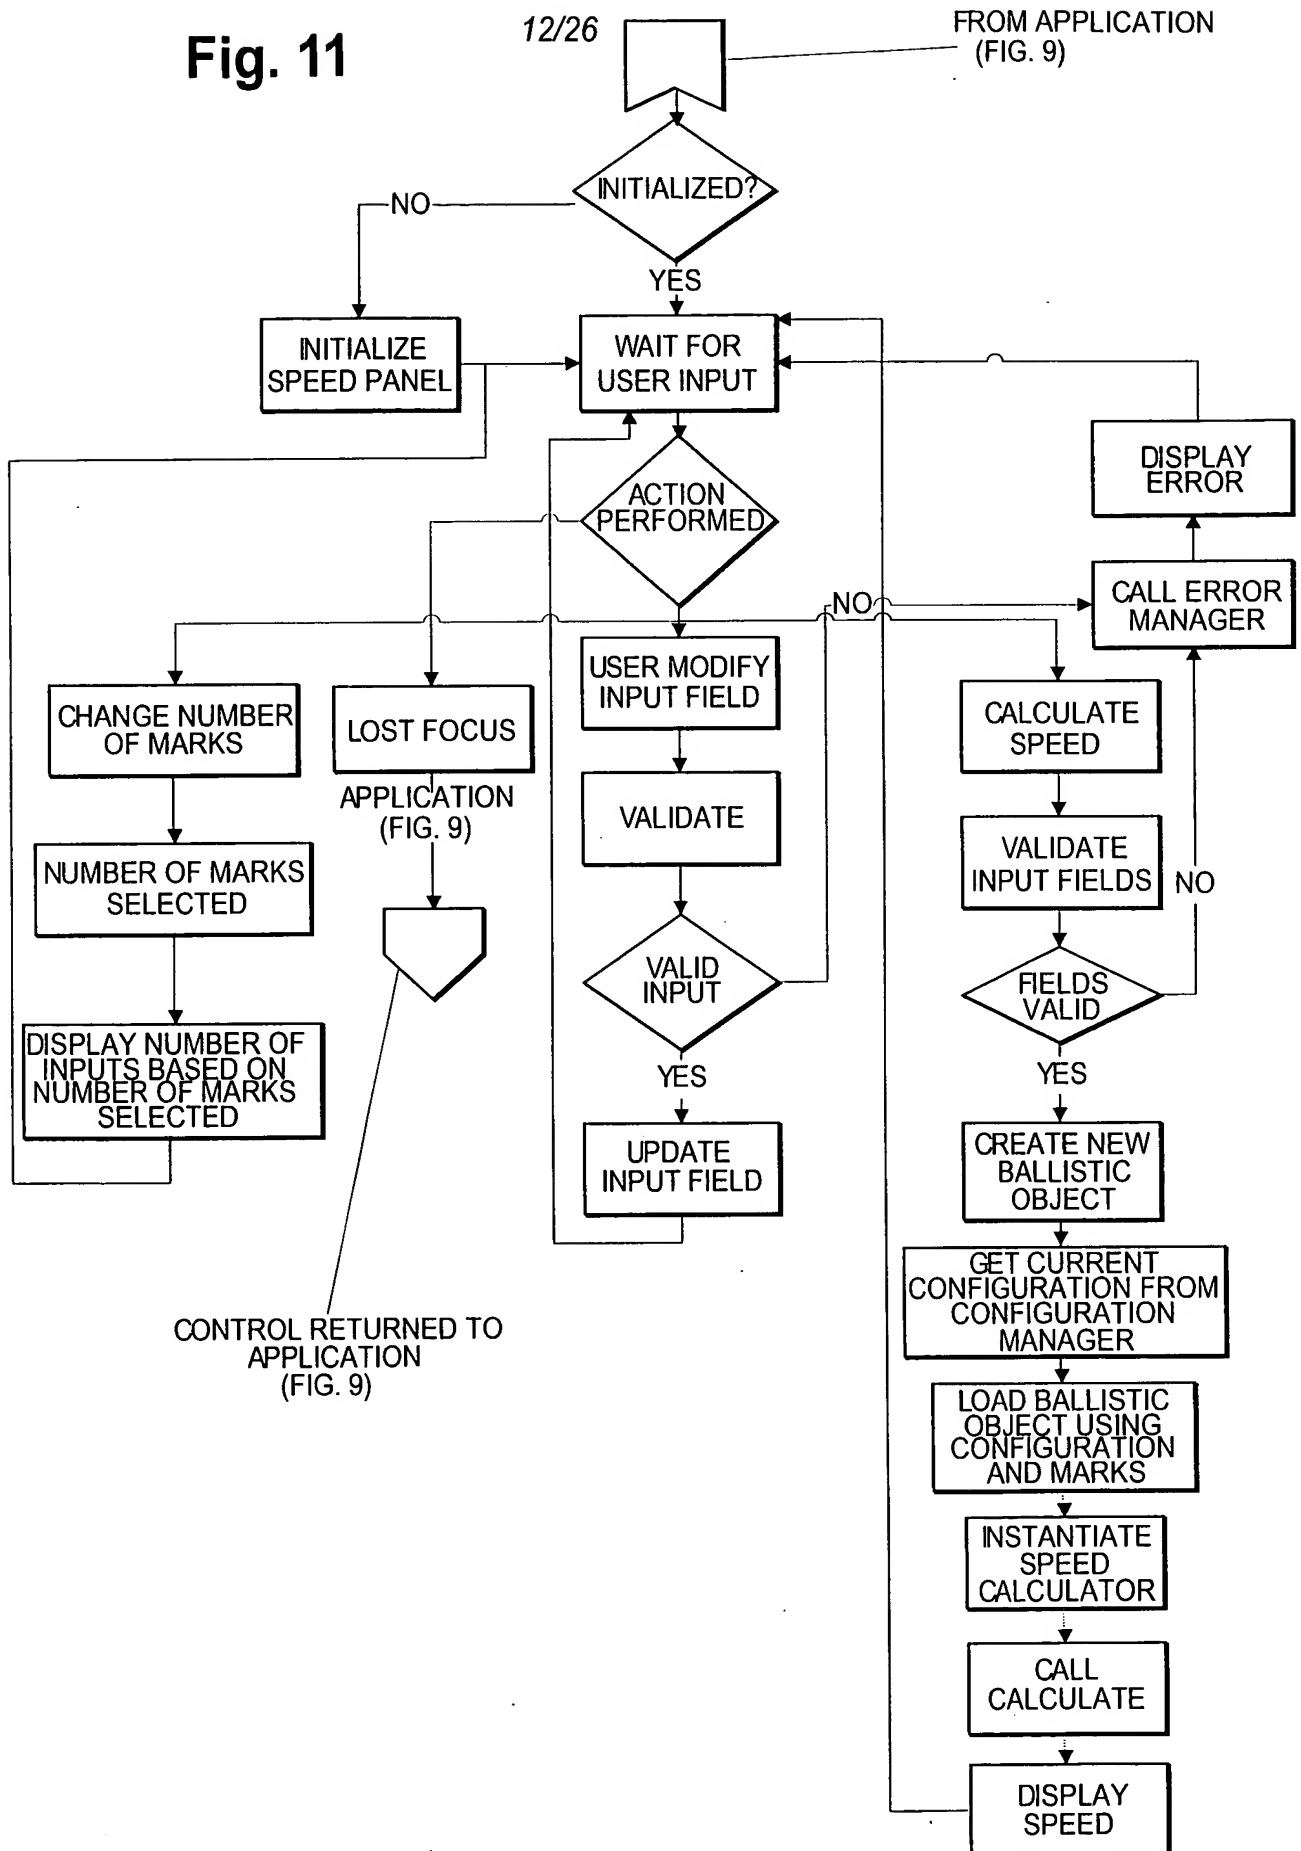 Fig. 11
12/26
FROM APPLICATION
(FIG. 9)
INITIALIZED?
NO
YES
INITIALIZE
SPEED PANEL
WAIT FOR
USER INPUT
DISPLAY
ERROR
ACTION
PERFORMED
NO
CALL ERROR
MANAGER
CHANGE NUMBER
OF MARKS
LOST FOCUS
USER MODIFY
INPUT FIELD
CALCULATE
SPEED
APPLICATION
(FIG. 9)
VALIDATE
VALIDATE
INPUT FIELDS
NO
NUMBER OF MARKS
SELECTED
VALID
INPUT
FIELDS
VALID
DISPLAY NUMBER OF
INPUTS BASED ON
NUMBER OF MARKS
SELECTED
YES
YES
UPDATE
INPUT FIELD
CREATE NEW
BALLISTIC
OBJECT
GET CURRENT
CONFIGURATION FROM
CONFIGURATION
MANAGER
CONTROL RETURNED TO
APPLICATION
(FIG. 9)
LOAD BALLISTIC
OBJECT USING
CONFIGURATION
AND MARKS
INSTANTIATE
SPEED
CALCULATOR
CALL
CALCULATE
DISPLAY
SPEED